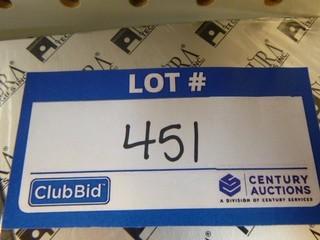 LOT #
451
ClubBid
CENTURY
AUCTIONS
A DIVISION OF CENTURY SERVICES